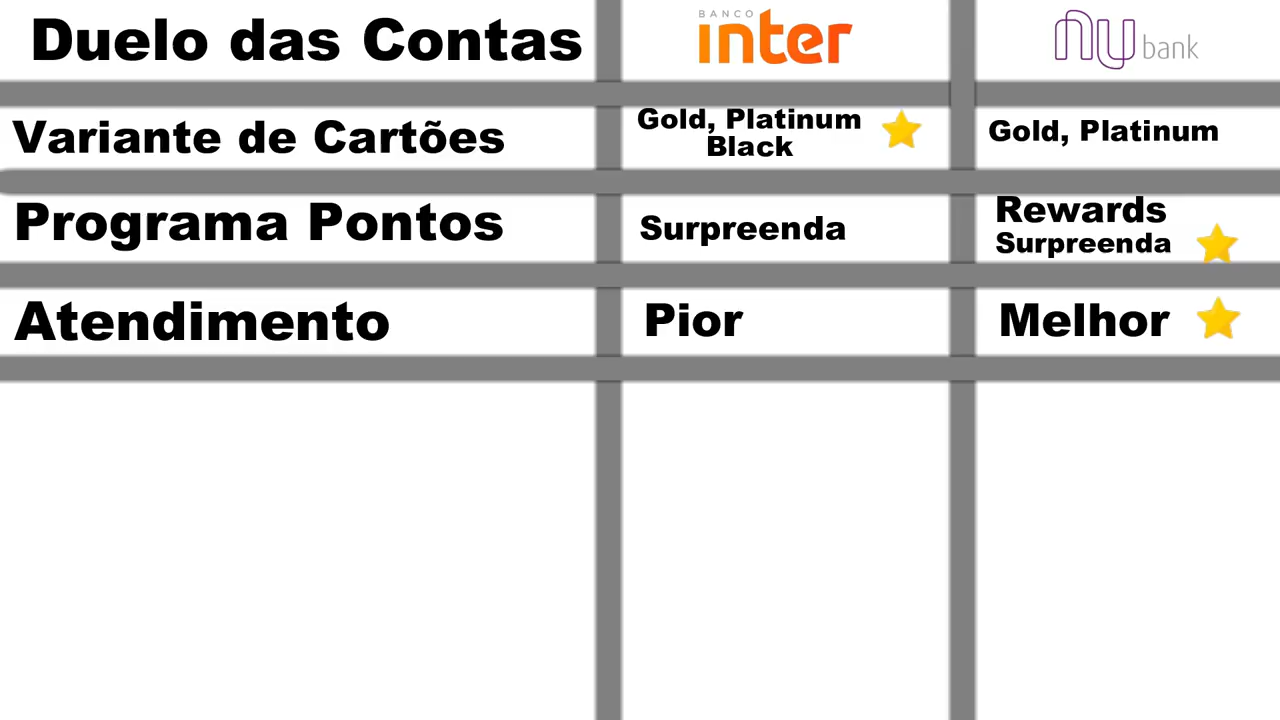 Duelo das Contas
BANCO
inter
nu bank
Variante de Cartões
Gold, Platinum
Black
Gold, Platinum
Programa Pontos
Surpreenda
Rewards
Surpreenda
Atendimento
Pior
Melhor